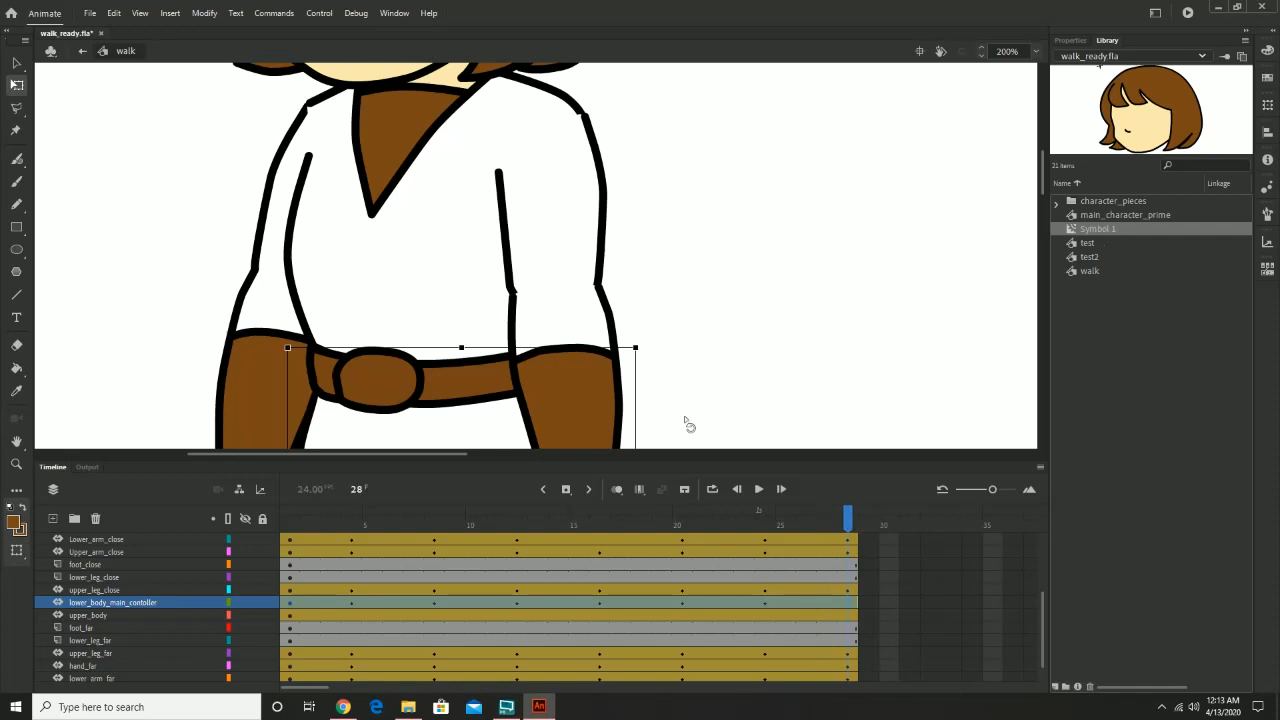 Animate File Edit View Insert Modify Text Commands Control Debug Window Help
walk_ready.fla* ×
walk 200%
Properties Library
walk_ready.fla
21 items
Name Linkage
character_pieces
main_character_prime
Symbol 1
test
test2
walk
Timeline Output
24.00 FPS 28 F
5 10 15 20 25 30 35
Lower_arm_close
Upper_arm_close
foot_close
lower_leg_close
upper_leg_close
lower_body_main_contoller
upper_body
foot_far
lower_leg_far
upper_leg_far
hand_far
lower_arm_far
Type here to search
An
12:13 AM
4/13/2020